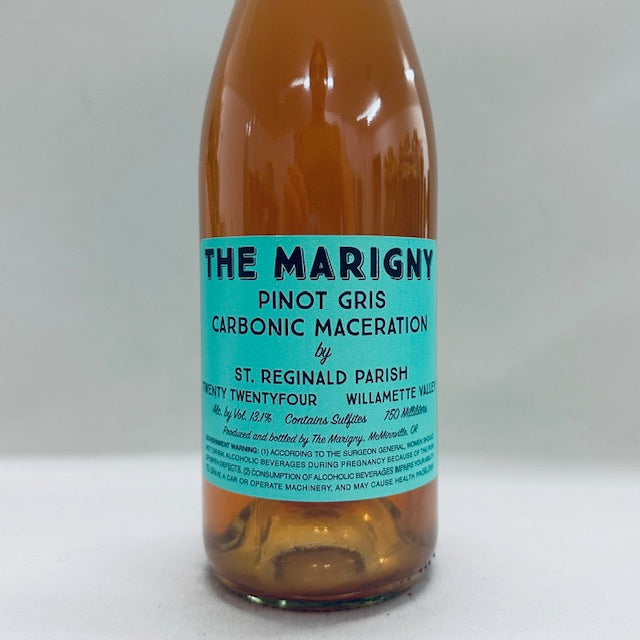 THE MARIGNY
PINOT GRIS
CARBONIC MACERATION
by
ST. REGINALD PARISH
TWENTY TWENTYFOUR WILLAMETTE VALLEY
Alc. by Vol. 13.1% Contains Sulfites 750 Milliliters
Produced and bottled by The Marigny, McMinnville, OR
GOVERNMENT WARNING: (1) ACCORDING TO THE SURGEON GENERAL, WOMEN SHOULD
NOT DRINK ALCOHOLIC BEVERAGES DURING PREGNANCY BECAUSE OF THE RISK
OF BIRTH DEFECTS. (2) CONSUMPTION OF ALCOHOLIC BEVERAGES IMPAIRS YOUR ABILITY
TO DRIVE A CAR OR OPERATE MACHINERY, AND MAY CAUSE HEALTH PROBLEMS.